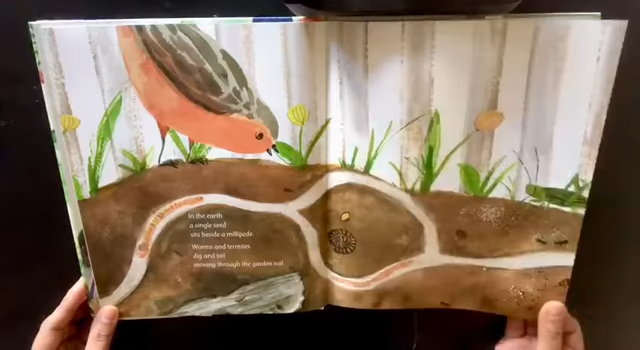 In the earth
a single seed
sits beside a millipede.
Worms and termites
dig and toil
moving through the garden soil.